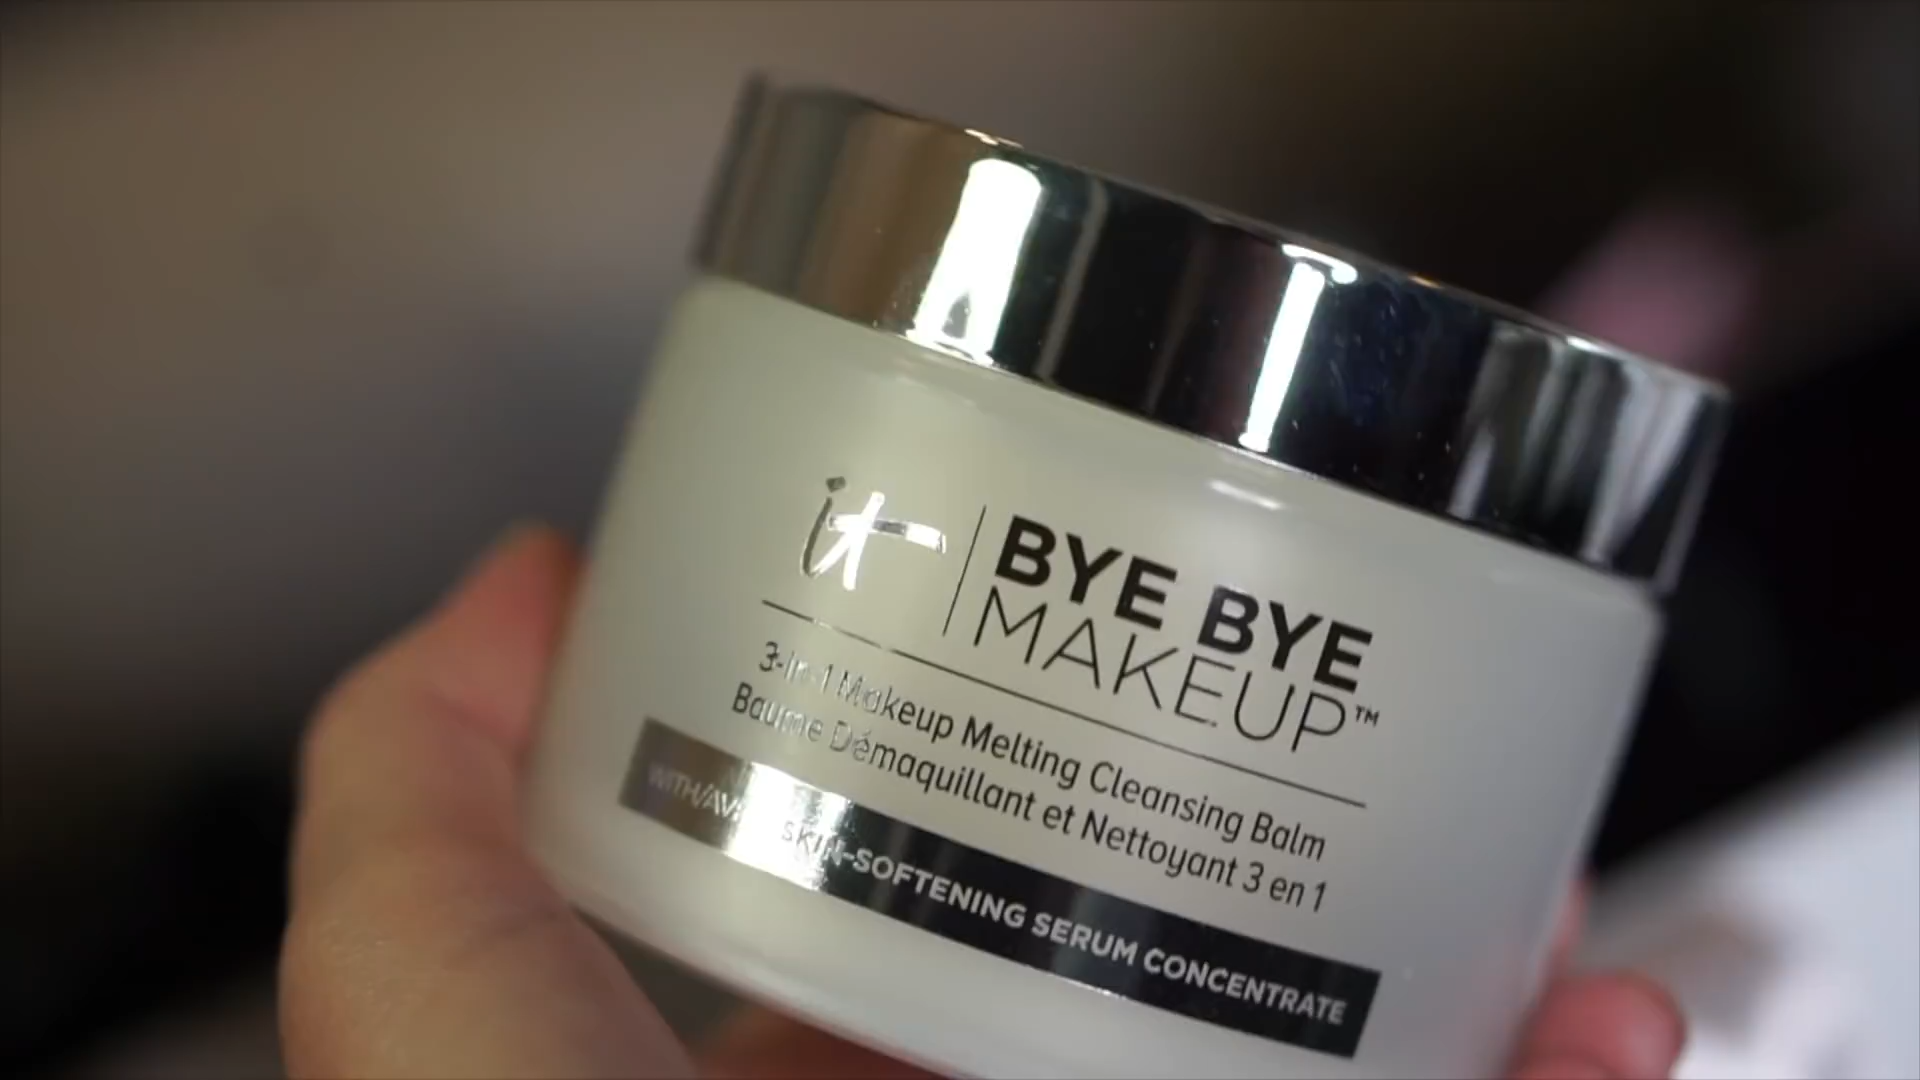 it
BYE BYE
MAKEUP™
3-in-1 Makeup Melting Cleansing Balm
Baume Démaquillant et Nettoyant 3 en 1
SKIN-SOFTENING SERUM CONCENTRATE